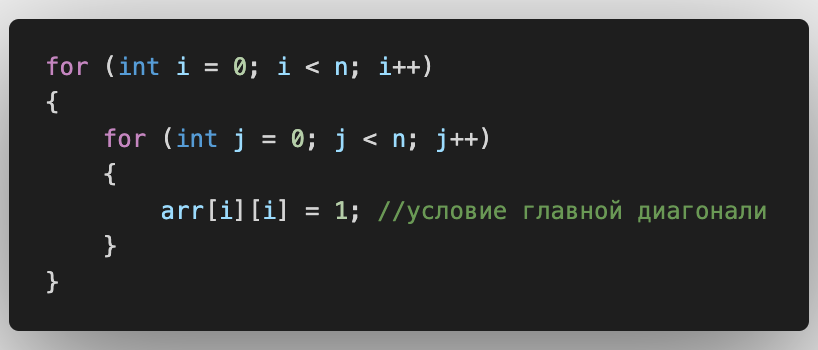 for (int i = 0; i < n; i++)
{
for (int j = 0; j < n; j++)
{
arr[i][i] = 1; //условие главной диагонали
}
}